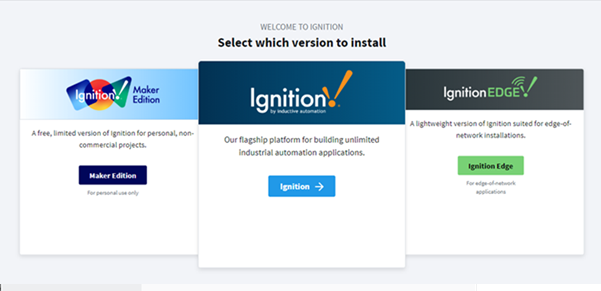 WELCOME TO IGNITION
Select which version to install
Ignition!
Maker
Edition
A free, limited version of Ignition for personal, non-
commercial projects.
Maker Edition
For personal use only
Ignition!
by inductive automation
Our flagship platform for building unlimited
industrial automation applications.
Ignition →
Ignition EDGE!
A lightweight version of Ignition suited for edge-of-
network installations.
Ignition Edge
For edge-of-network
applications